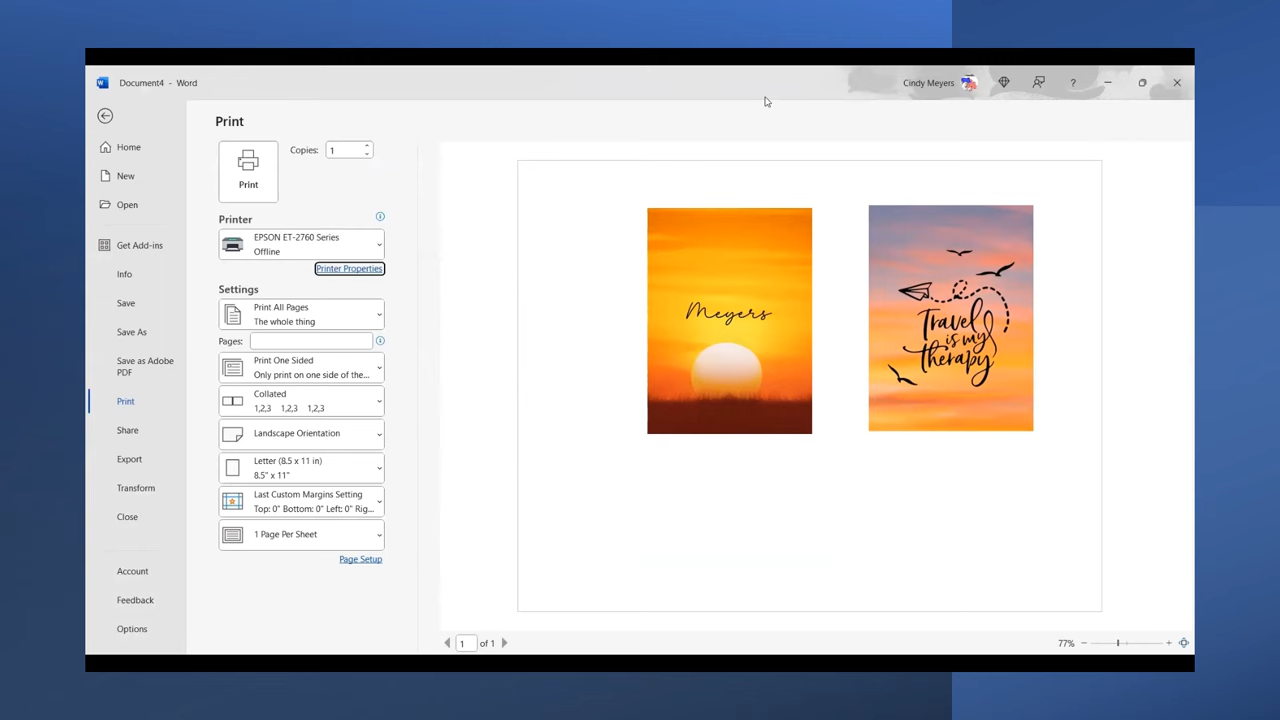 Document4 - Word
Cindy Meyers
?
Print
Home
New
Open
Get Add-ins
Info
Save
Save As
Save as Adobe
PDF
Print
Share
Export
Transform
Close
Account
Feedback
Options
Print
Copies: 1
Printer
EPSON ET-2760 Series
Offline
Printer Properties
Settings
Print All Pages
The whole thing
Pages:
Print One Sided
Only print on one side of the...
Collated
1,2,3 1,2,3 1,2,3
Landscape Orientation
Letter (8.5 x 11 in)
8.5" x 11"
Last Custom Margins Setting
Top: 0" Bottom: 0" Left: 0" Rig...
1 Page Per Sheet
Page Setup
Meyers
Travel
is my
therapy
1 of 1
77%